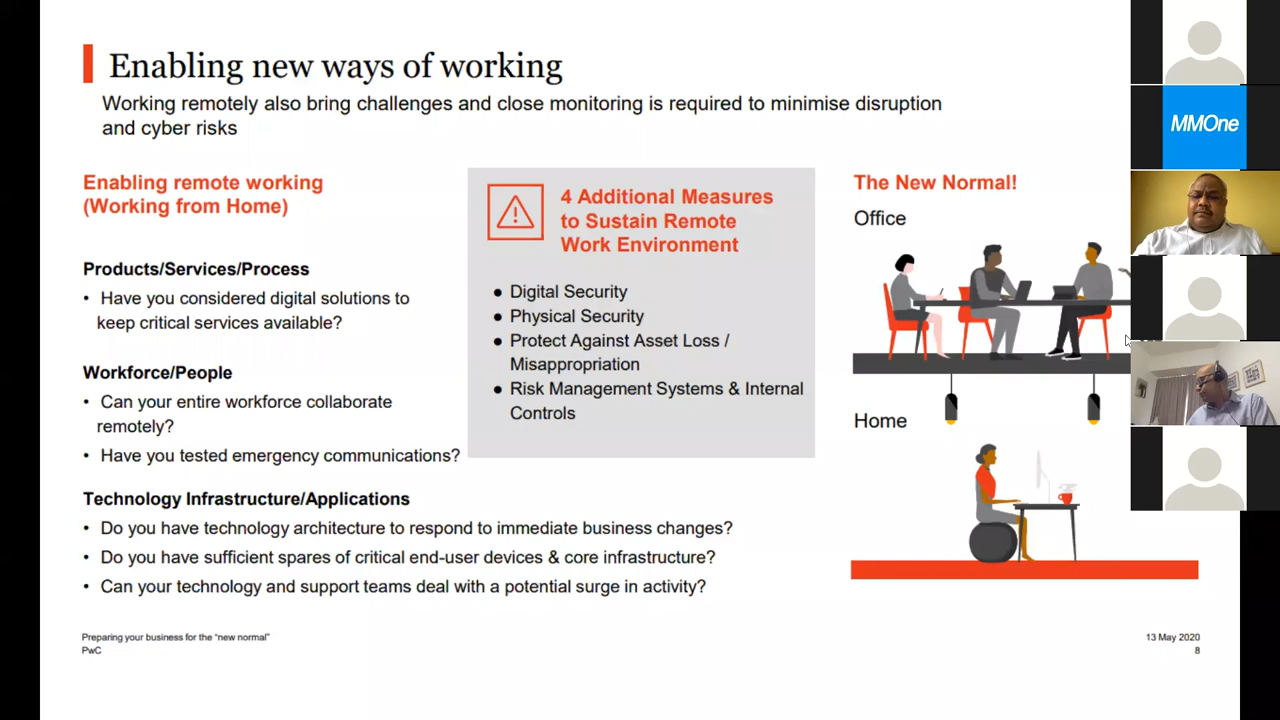 Enabling new ways of working
Working remotely also bring challenges and close monitoring is required to minimise disruption
and cyber risks
Enabling remote working
(Working from Home)
Products/Services/Process
• Have you considered digital solutions to
keep critical services available?
Workforce/People
• Can your entire workforce collaborate
remotely?
• Have you tested emergency communications?
Technology Infrastructure/Applications
• Do you have technology architecture to respond to immediate business changes?
• Do you have sufficient spares of critical end-user devices & core infrastructure?
• Can your technology and support teams deal with a potential surge in activity?
4 Additional Measures
to Sustain Remote
Work Environment
● Digital Security
● Physical Security
● Protect Against Asset Loss /
Misappropriation
● Risk Management Systems & Internal
Controls
The New Normal!
Office
Home
MMOne
Preparing your business for the “new normal”
PwC
13 May 2020
8